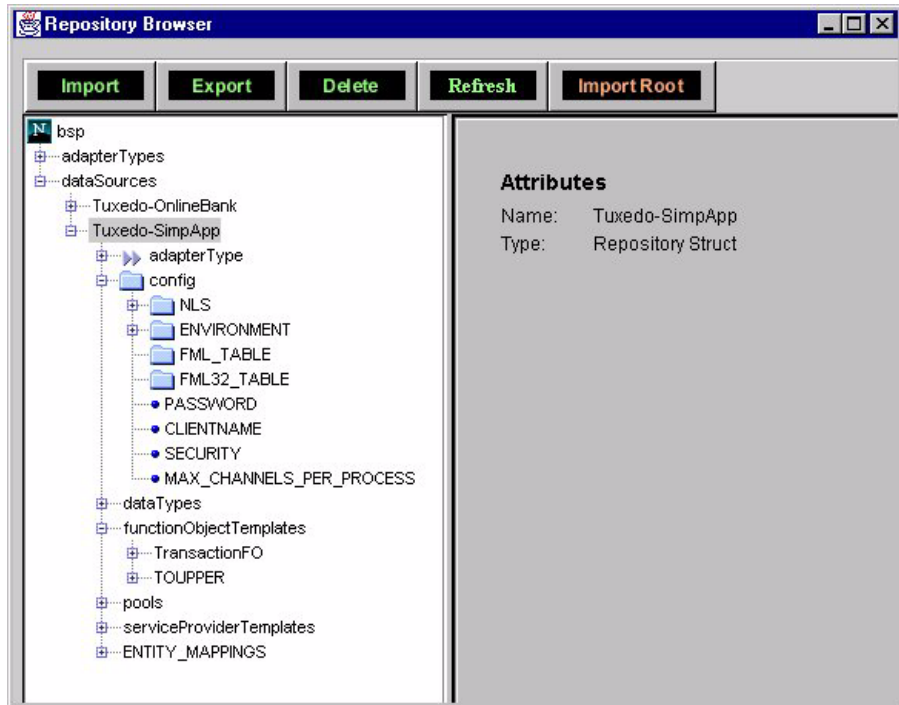 Repository Browser
Import Export Delete Refresh Import Root
N bsp
adapterTypes
dataSources
Tuxedo-OnlineBank
Tuxedo-SimpApp
adapterType
config
NLS
ENVIRONMENT
FML_TABLE
FML32_TABLE
PASSWORD
CLIENTNAME
SECURITY
MAX_CHANNELS_PER_PROCESS
dataTypes
functionObjectTemplates
TransactionFO
TOUPPER
pools
serviceProviderTemplates
ENTITY_MAPPINGS
Attributes
Name: Tuxedo-SimpApp
Type: Repository Struct